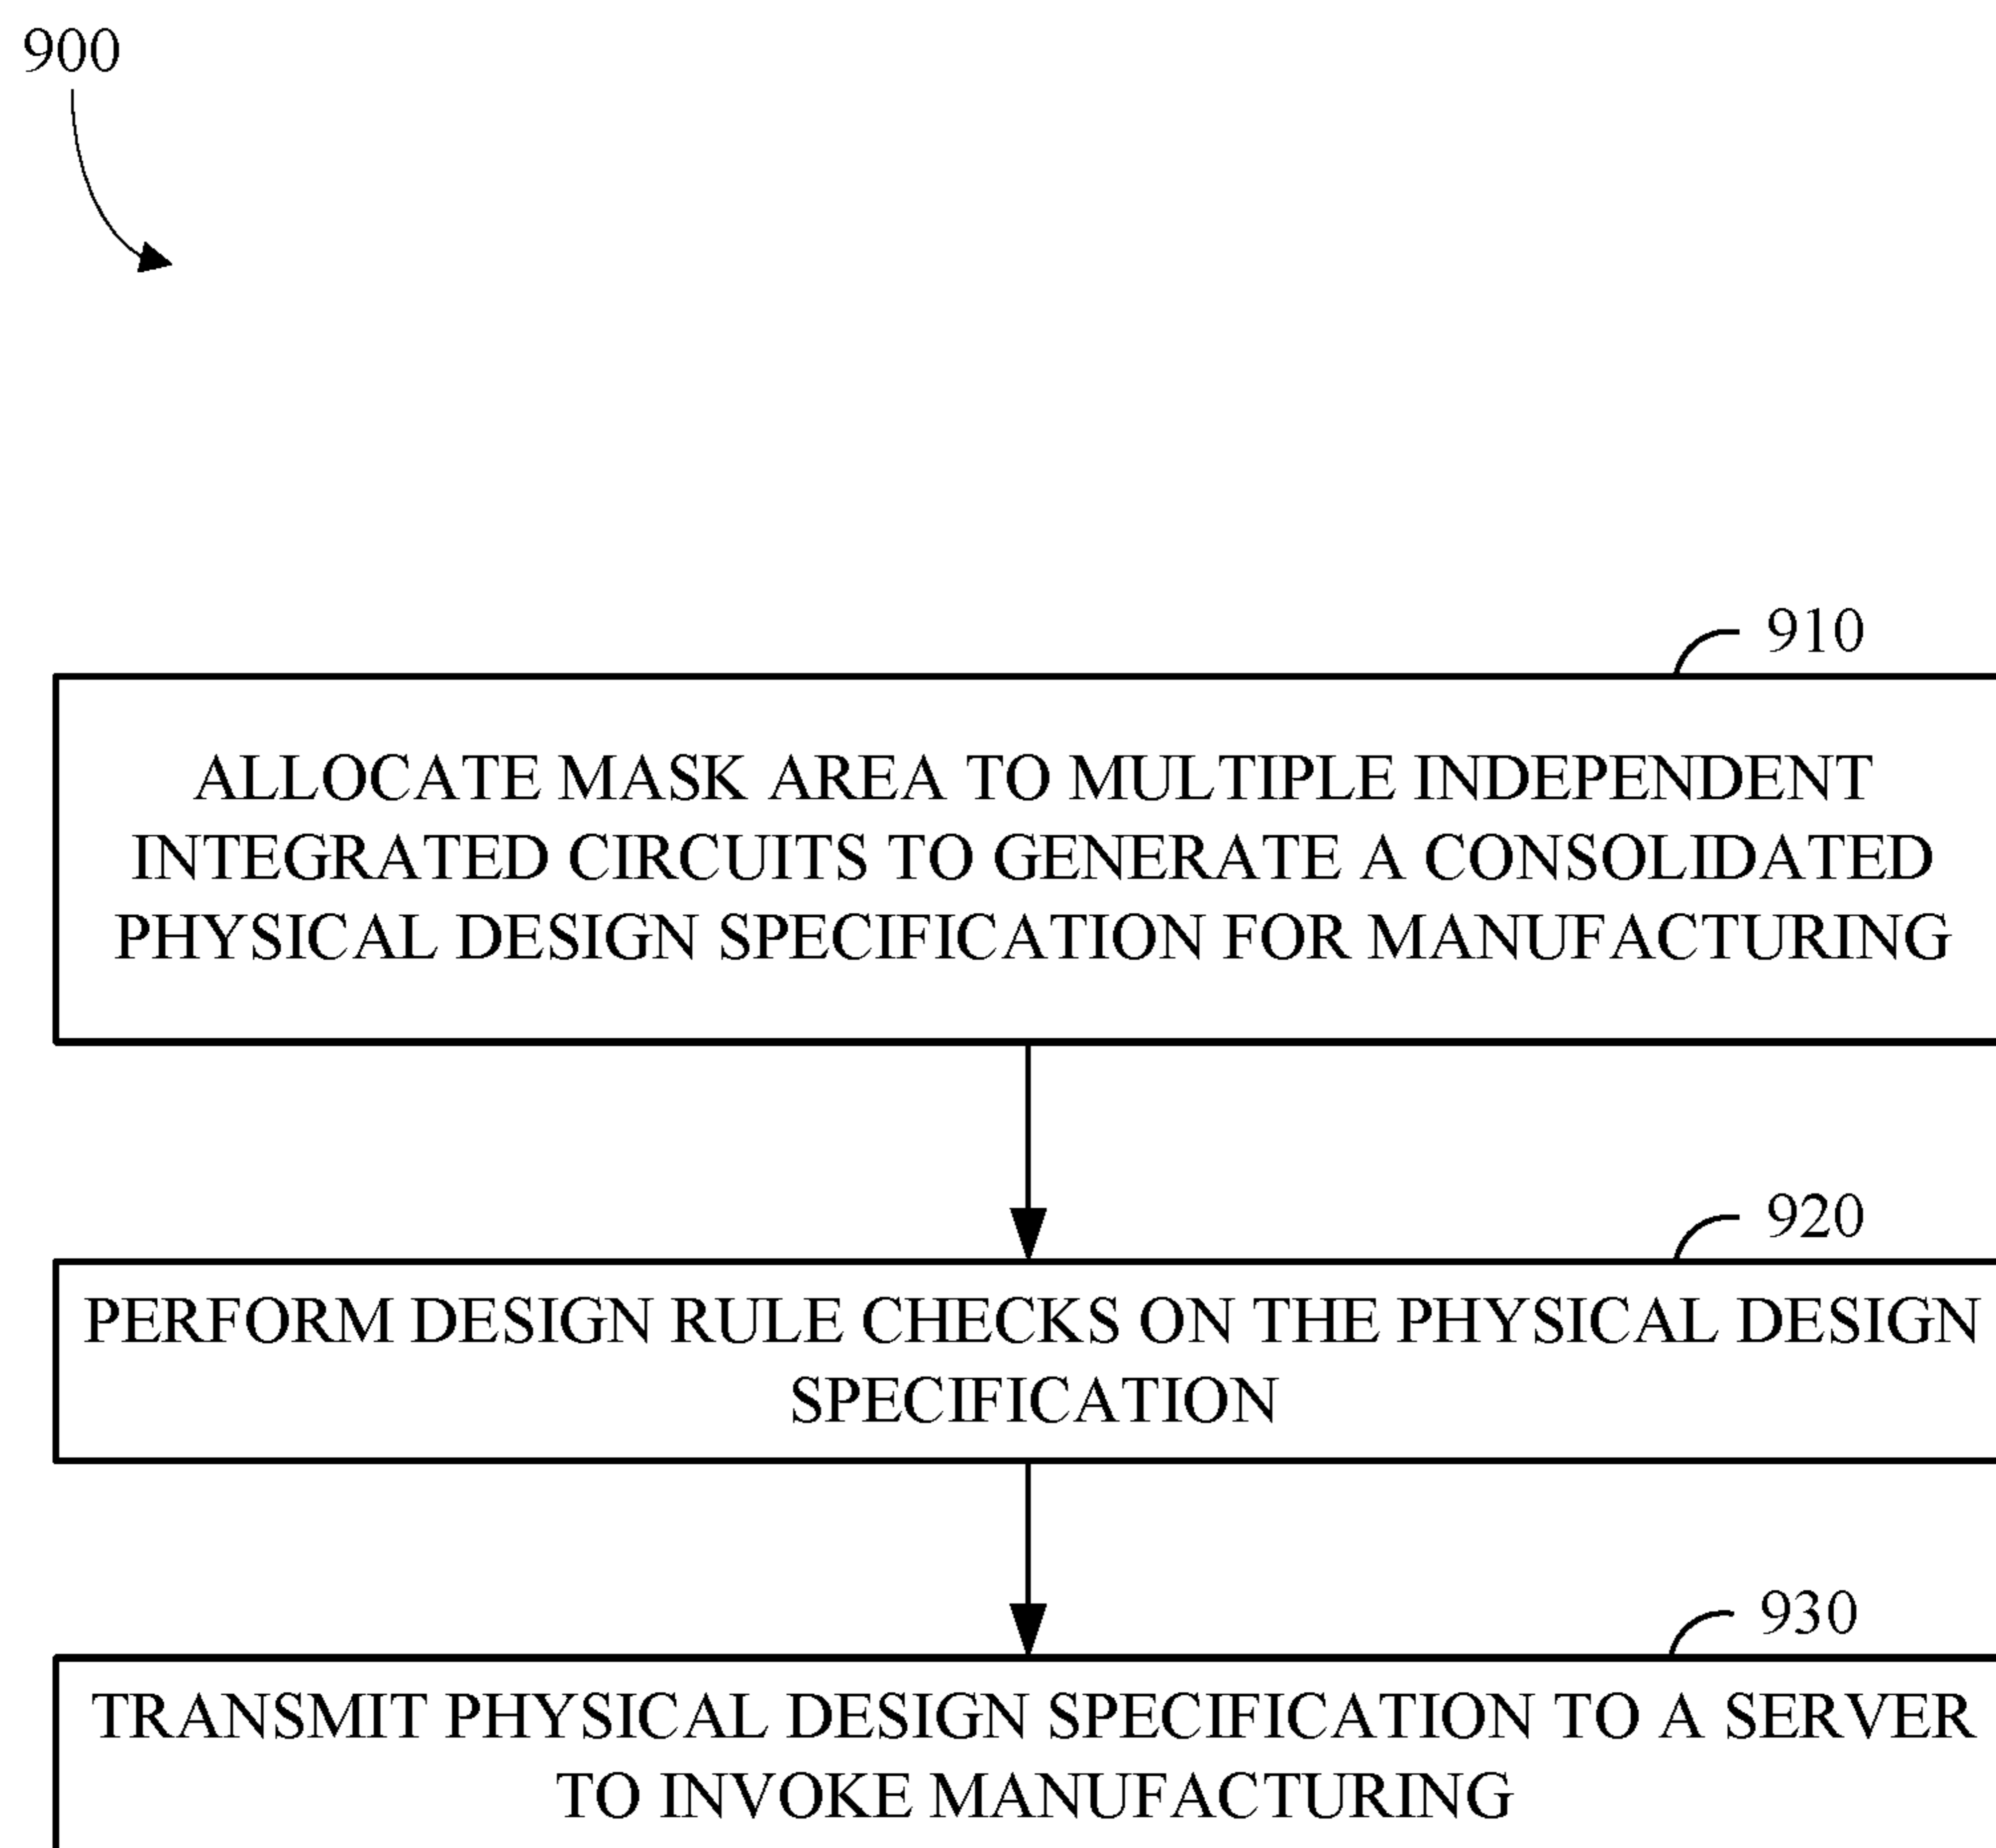 900
910
ALLOCATE MASK AREA TO MULTIPLE INDEPENDENT
INTEGRATED CIRCUITS TO GENERATE A CONSOLIDATED
PHYSICAL DESIGN SPECIFICATION FOR MANUFACTURING
920
PERFORM DESIGN RULE CHECKS ON THE PHYSICAL DESIGN
SPECIFICATION
930
TRANSMIT PHYSICAL DESIGN SPECIFICATION TO A SERVER
TO INVOKE MANUFACTURING